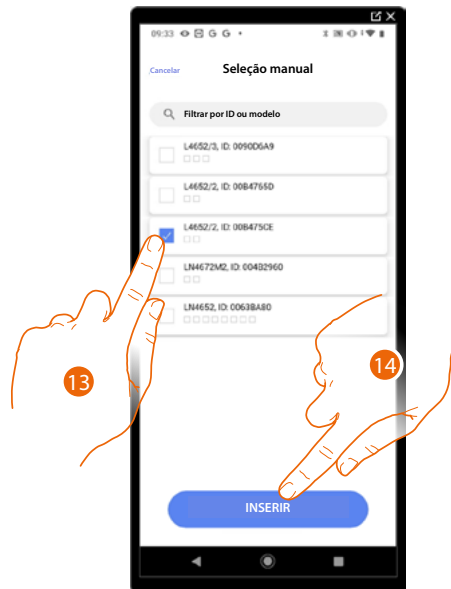 09:33 G G
Cancelar Seleção manual
Filtrar por ID ou modelo
L4652/3, ID: 0090D6A9
L4652/2, ID: 00B4765D
L4652/2, ID: 00B475CE
LN4672M2, ID: 004B2960
LN4652, ID: 0063BA80
13
14
INSERIR